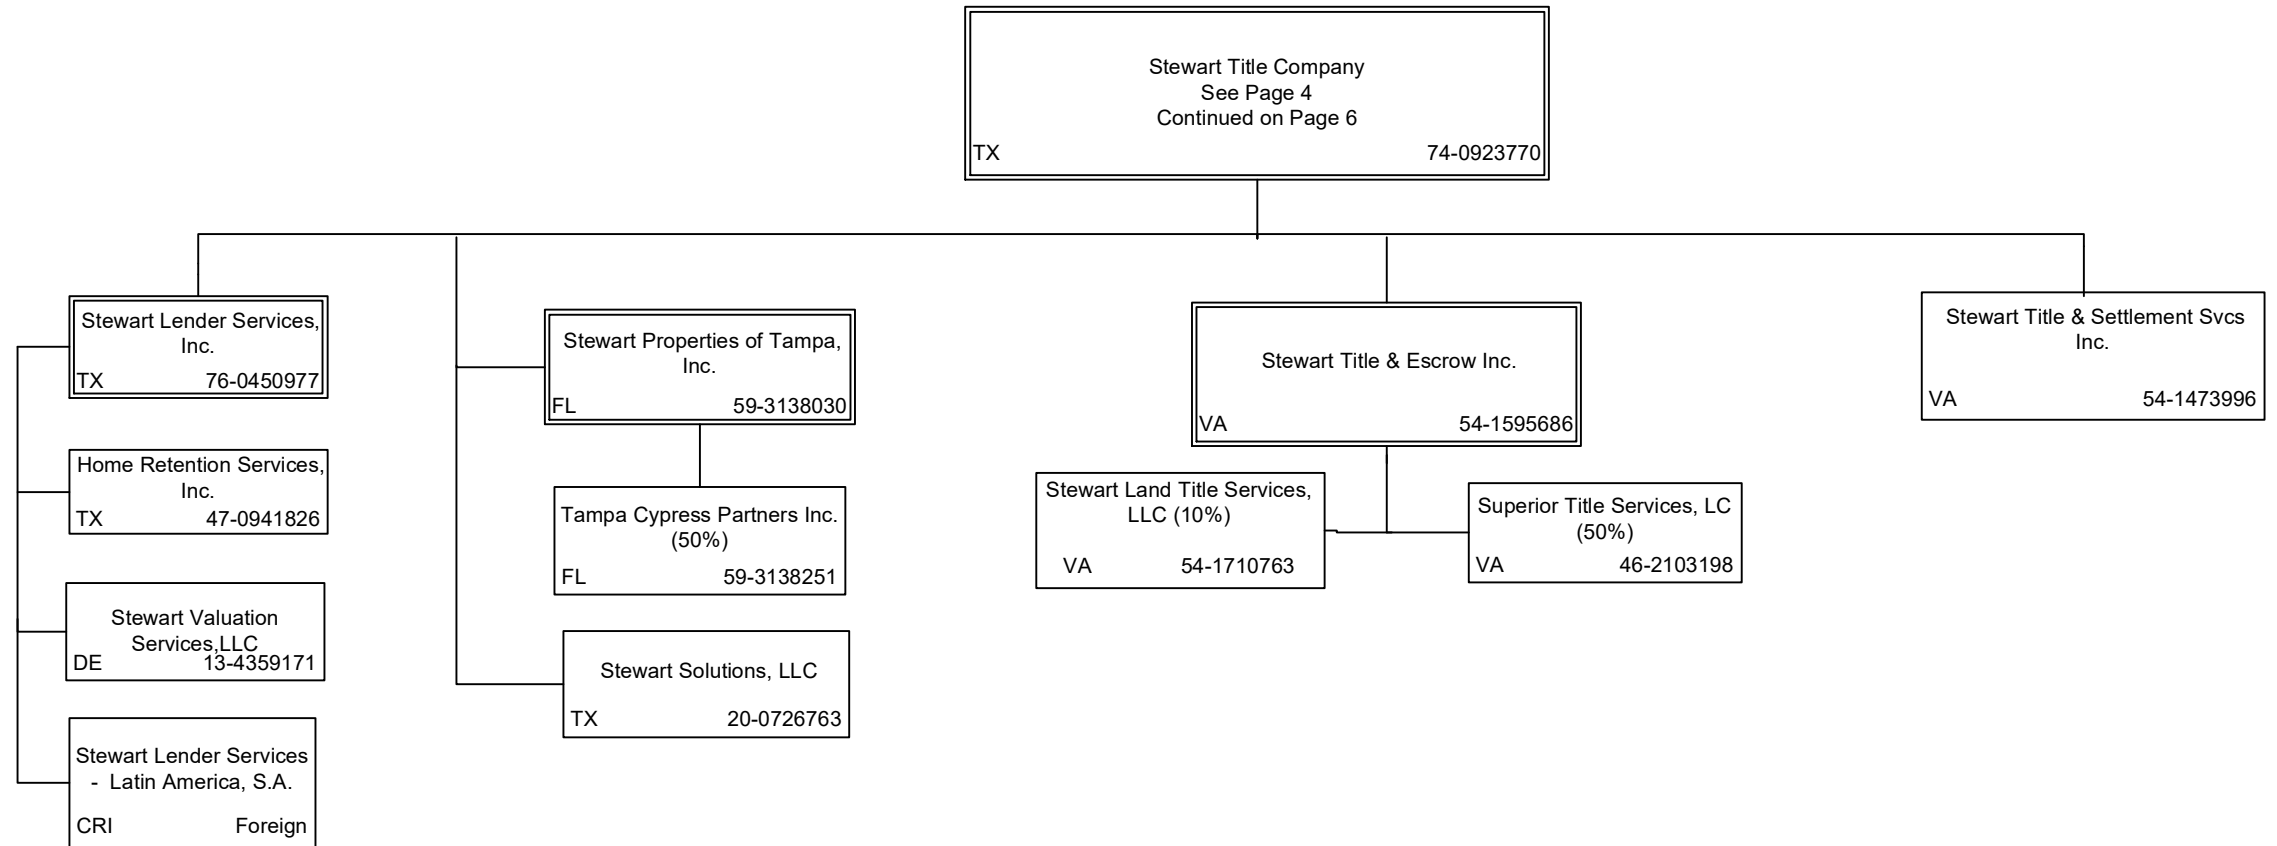 Stewart Title Company
See Page 4
Continued on Page 6
TX 74-0923770
Stewart Lender Services,
Inc.
TX 76-0450977
Home Retention Services,
Inc.
TX 47-0941826
Stewart Valuation
Services,LLC
DE 13-4359171
Stewart Lender Services
- Latin America, S.A.
CRI Foreign
Stewart Properties of Tampa,
Inc.
FL 59-3138030
Tampa Cypress Partners Inc.
(50%)
FL 59-3138251
Stewart Solutions, LLC
TX 20-0726763
Stewart Title & Escrow Inc.
VA 54-1595686
Stewart Land Title Services,
LLC (10%)
VA 54-1710763
Superior Title Services, LC
(50%)
VA 46-2103198
Stewart Title & Settlement Svcs
Inc.
VA 54-1473996